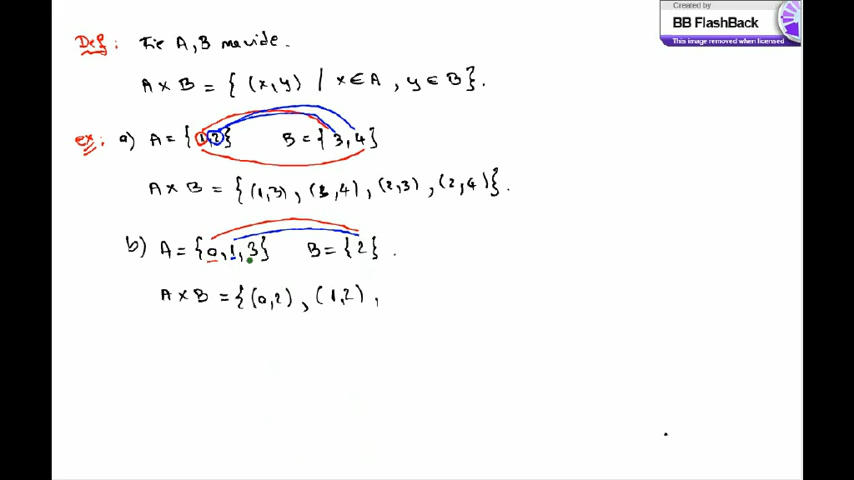 Created by
BB FlashBack
This image removed when licensed
Def: Fie A, B nevide.
A × B = { (x,y) | x ∈ A , y ∈ B }.
ex: a) A = { 1,2 } B = { 3,4 }
A × B = { (1,3) , (1,4) , (2,3) , (2,4) }.
b) A = { 0,1,3 } B = { 2 } .
A × B = { (0,2) , (1,2) ,